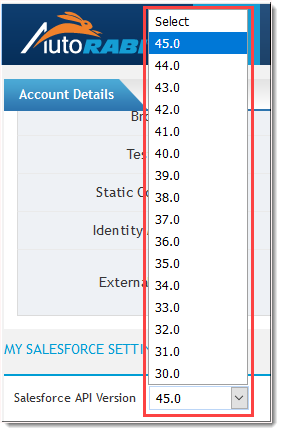 AutoRAB
Select
45.0
44.0
43.0
42.0
41.0
40.0
39.0
38.0
37.0
36.0
35.0
34.0
33.0
32.0
31.0
30.0
Account Details
Bro
Tes
Static Co
Identity
Externa
MY SALESFORCE SETTI
Salesforce API Version
45.0